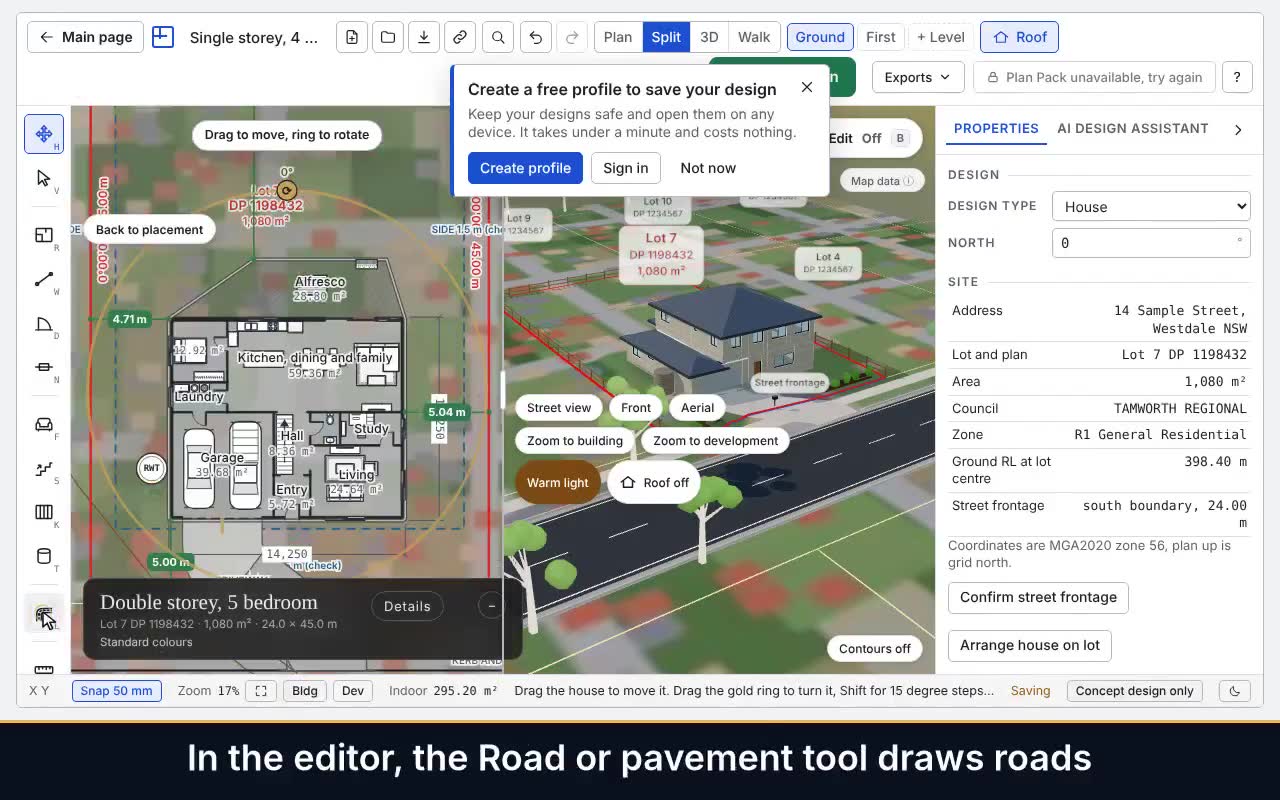 Main page
Single storey, 4 ...
Plan
Split
3D
Walk
Ground
First
+ Level
Roof
Exports
Plan Pack unavailable, try again
?
Create a free profile to save your design
Keep your designs safe and open them on any
device. It takes under a minute and costs nothing.
Create profile
Sign in
Not now
Edit Off B
Map data
Drag to move, ring to rotate
Back to placement
H
V
R
W
D
N
F
S
K
T
0°
DP 1198432
1,080 m²
SIDE 1.5 m (che
45.00 m
4.71 m
5.04 m
5.00 m
14,250
m (check)
Alfresco
28.80 m²
12.92 m²
Kitchen, dining and family
59.36 m²
Laundry
Hall
8.36 m²
Study
Garage
39.68 m²
Living
24.64 m²
Entry
5.72 m²
RWT
Double storey, 5 bedroom
Lot 7 DP 1198432 · 1,080 m² · 24.0 × 45.0 m
Standard colours
Details
Lot 9
DP 1234567
Lot 10
DP 1234567
Lot 7
DP 1198432
1,080 m²
Lot 4
DP 1234567
Street frontage
Street view
Front
Aerial
Zoom to building
Zoom to development
Warm light
Roof off
Contours off
PROPERTIES
AI DESIGN ASSISTANT
DESIGN
DESIGN TYPE House
NORTH 0 °
SITE
Address 14 Sample Street,
Westdale NSW
Lot and plan Lot 7 DP 1198432
Area 1,080 m²
Council TAMWORTH REGIONAL
Zone R1 General Residential
Ground RL at lot 398.40 m
centre
Street frontage south boundary, 24.00
m
Coordinates are MGA2020 zone 56, plan up is
grid north.
Confirm street frontage
Arrange house on lot
X Y
Snap 50 mm
Zoom 17%
Bldg
Dev
Indoor 295.20 m²
Drag the house to move it. Drag the gold ring to turn it, Shift for 15 degree steps...
Saving
Concept design only
In the editor, the Road or pavement tool draws roads